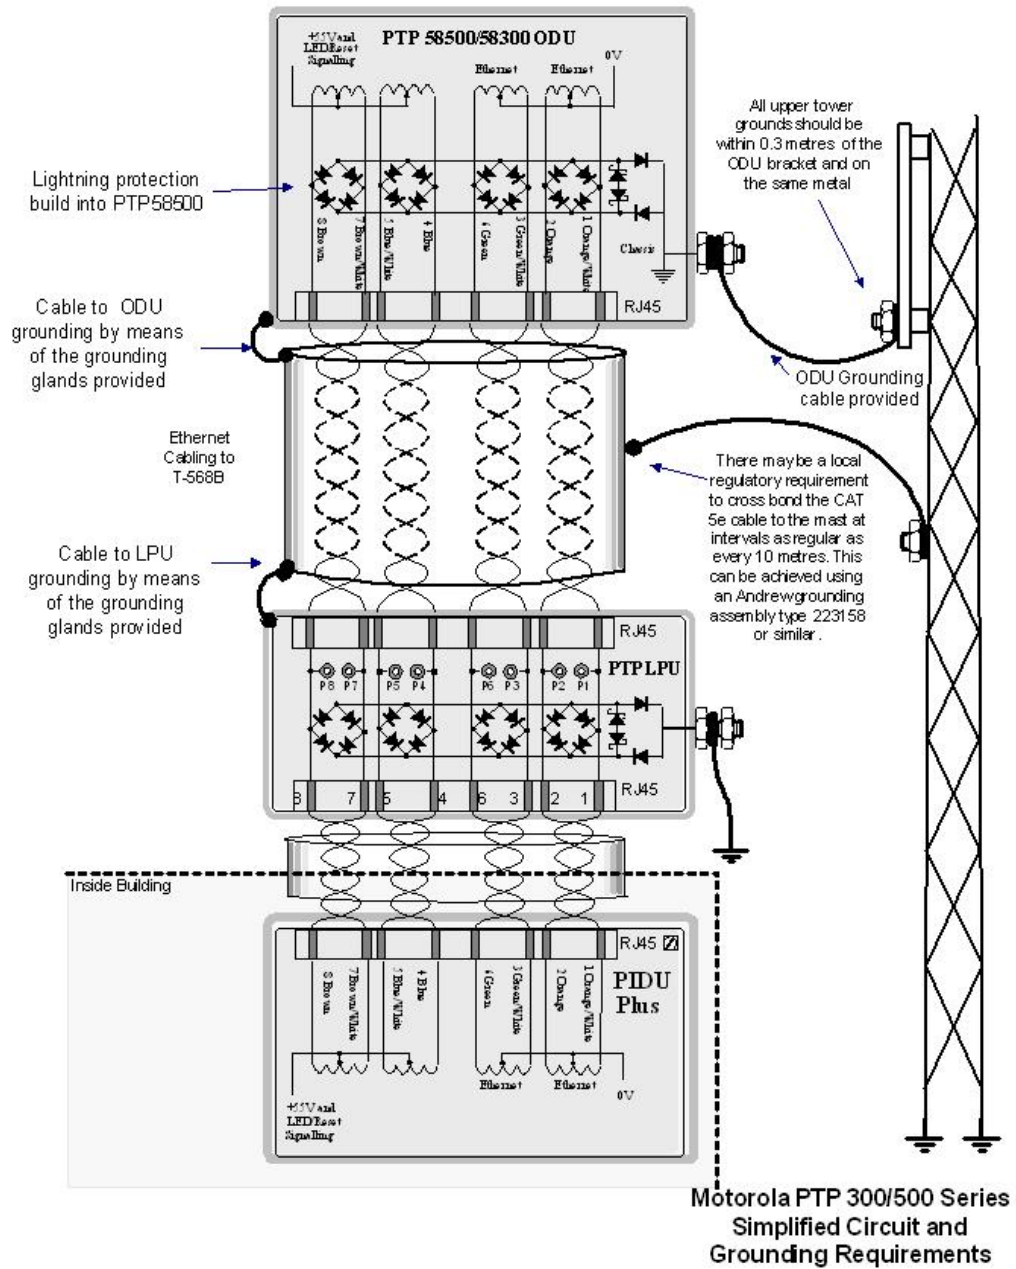 +55V and
LED/Reset
Signalling
PTP 58500/58300 ODU
Ethernet
Ethernet
0V
Lightning protection
build into PTP58500
8 Brown
7 Brown/White
5 Blue/White
4 Blue
6 Green
3 Green/White
2 Orange
1 Orange/White
Chassis
RJ45
All upper tower
grounds should be
within 0.3 metres of the
ODU bracket and on
the same metal
Cable to ODU
grounding by means
of the grounding
glands provided
ODU Grounding
cable provided
Ethernet
Cabling to
T-568B
There may be a local
regulatory requirement
to cross bond the CAT
5e cable to the mast at
intervals as regular as
every 10 metres. This
can be achieved using
an Andrew grounding
assembly type 223158
or similar.
Cable to LPU
grounding by means
of the grounding
glands provided
RJ45
PTP LPU
P8 P7 P5 P4 P6 P3 P2 P1
RJ45
8 7 5 4 6 3 2 1
Inside Building
RJ45
PIDU
Plus
8 Brown
7 Brown/White
5 Blue/White
4 Blue
6 Green
3 Green/White
2 Orange
1 Orange/White
Ethernet
Ethernet
0V
+55V and
LED/Reset
Signalling
Motorola PTP 300/500 Series
Simplified Circuit and
Grounding Requirements